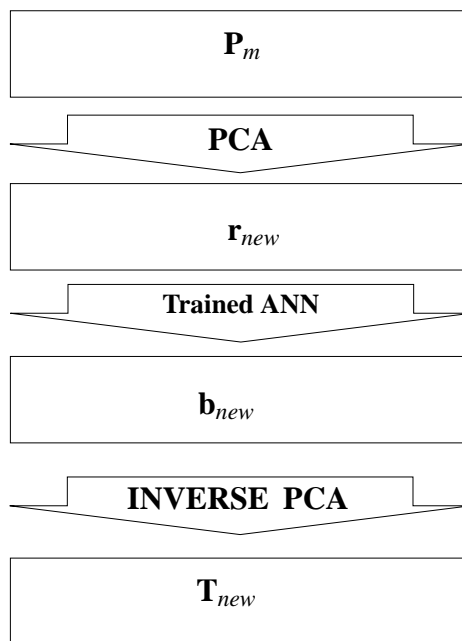 P_m
PCA
r_new
Trained ANN
b_new
INVERSE PCA
T_new